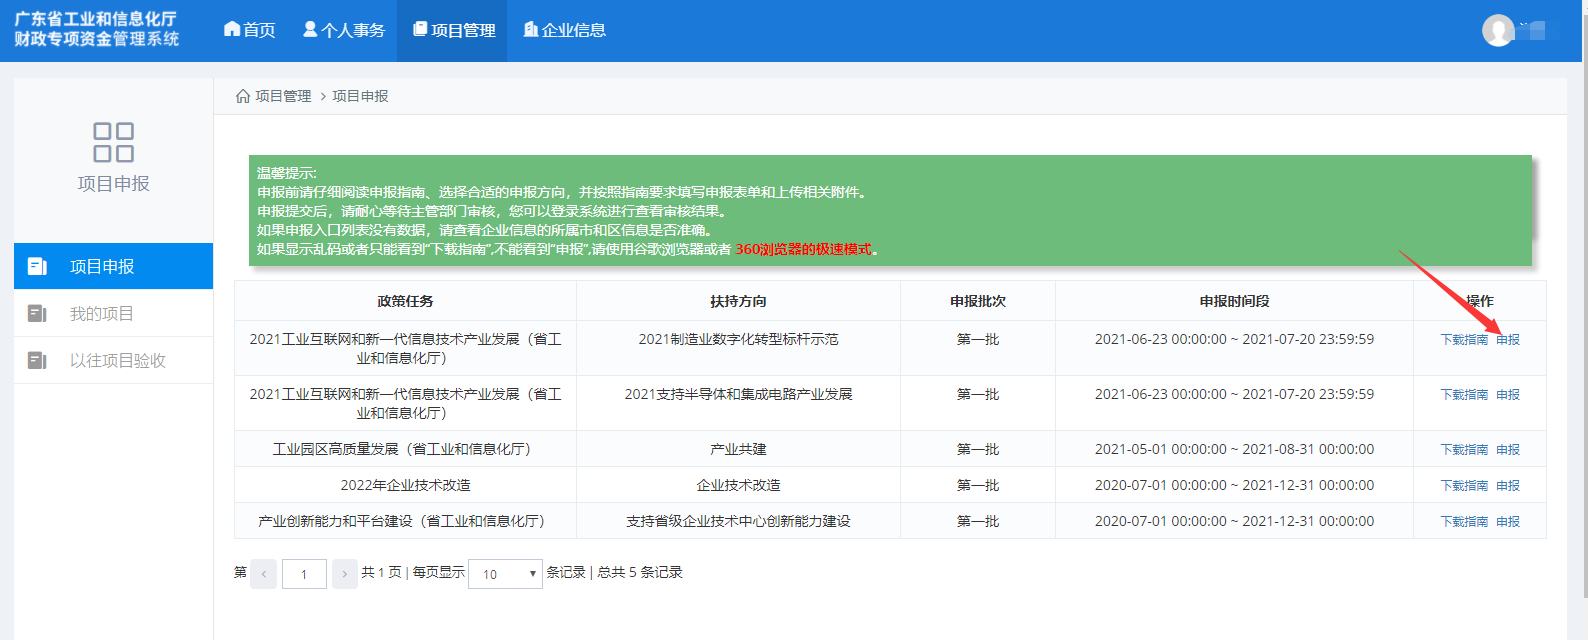 广东省工业和信息化厅
财政专项资金管理系统
首页 个人事务 项目管理 企业信息
项目管理 > 项目申报
项目申报
项目申报
我的项目
以往项目验收
温馨提示:
申报前请仔细阅读申报指南、选择合适的申报方向，并按照指南要求填写申报表单和上传相关附件。
申报提交后，请耐心等待主管部门审核，您可以登录系统进行查看审核结果。
如果申报入口列表没有数据，请查看企业信息的所属市和区信息是否准确。
如果显示乱码或者只能看到“下载指南”,不能看到“申报”,请使用谷歌浏览器或者 360浏览器的极速模式。
政策任务 扶持方向 申报批次 申报时间段 操作
2021工业互联网和新一代信息技术产业发展（省工
业和信息化厅） 2021制造业数字化转型标杆示范 第一批 2021-06-23 00:00:00 ~ 2021-07-20 23:59:59 下载指南 申报
2021工业互联网和新一代信息技术产业发展（省工
业和信息化厅） 2021支持半导体和集成电路产业发展 第一批 2021-06-23 00:00:00 ~ 2021-07-20 23:59:59 下载指南 申报
工业园区高质量发展（省工业和信息化厅） 产业共建 第一批 2021-05-01 00:00:00 ~ 2021-08-31 00:00:00 下载指南 申报
2022年企业技术改造 企业技术改造 第一批 2020-07-01 00:00:00 ~ 2021-12-31 00:00:00 下载指南 申报
产业创新能力和平台建设（省工业和信息化厅） 支持省级企业技术中心创新能力建设 第一批 2020-07-01 00:00:00 ~ 2021-12-31 00:00:00 下载指南 申报
第 ‹ 1 › 共 1 页 | 每页显示 10 条记录 | 总共 5 条记录